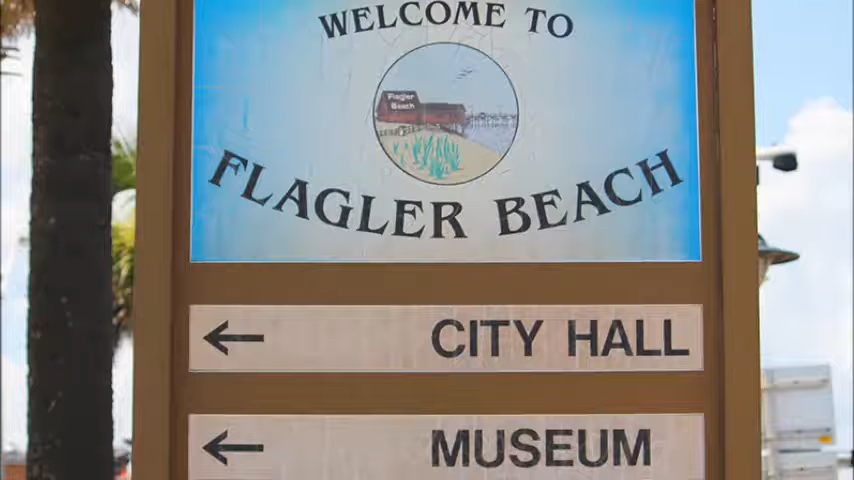 WELCOME TO
Flagler
Beach
FLAGLER BEACH
← CITY HALL
← MUSEUM